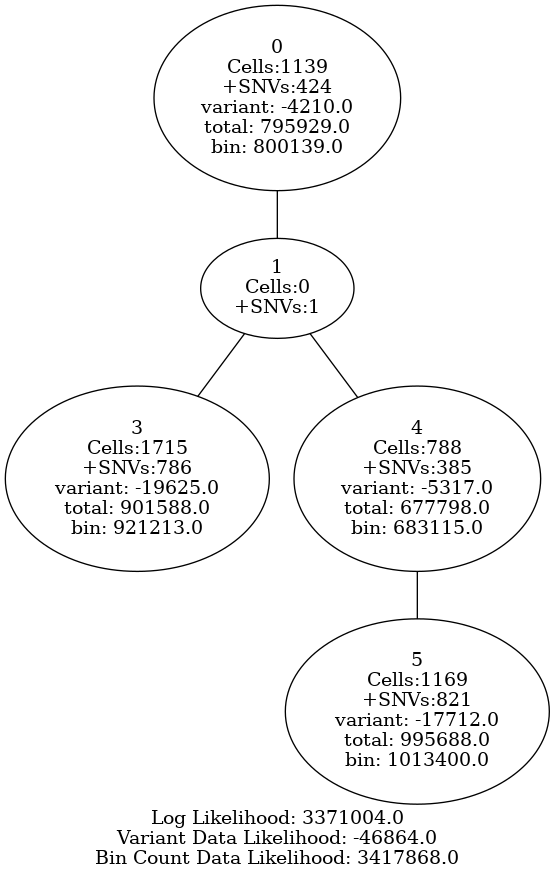 0
Cells:1139
+SNVs:424
variant: -4210.0
total: 795929.0
bin: 800139.0
1
Cells:0
+SNVs:1
3
Cells:1715
+SNVs:786
variant: -19625.0
total: 901588.0
bin: 921213.0
4
Cells:788
+SNVs:385
variant: -5317.0
total: 677798.0
bin: 683115.0
5
Cells:1169
+SNVs:821
variant: -17712.0
total: 995688.0
bin: 1013400.0
Log Likelihood: 3371004.0
Variant Data Likelihood: -46864.0
Bin Count Data Likelihood: 3417868.0